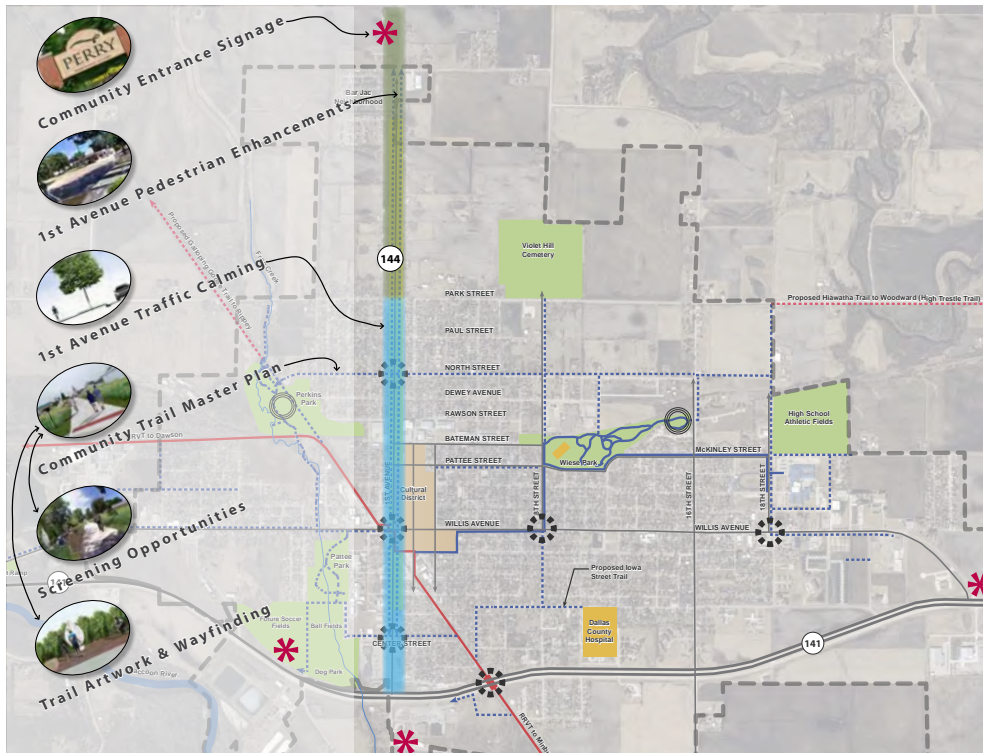 PERRY
Community Entrance Signage
1st Avenue Pedestrian Enhancements
1st Avenue Traffic Calming
Community Trail Master Plan
Screening Opportunities
Trail Artwork & Wayfinding
Bar Jac
Neighborhood
144
Violet Hill
Cemetery
PARK STREET
Proposed Hiawatha Trail to Woodward (High Trestle Trail)
PAUL STREET
NORTH STREET
DEWEY AVENUE
Perkins
Park
RAWSON STREET
High School
Athletic Fields
RRVT to Dawson
BATEMAN STREET
McKINLEY STREET
PATTEE STREET
Wiese Park
1ST AVENUE
Cultural
District
16TH STREET
18TH STREET
WILLIS AVENUE
WILLIS AVENUE
Pattee
Park
Proposed Iowa
Street Trail
Future Soccer
Fields
Ball Fields
Dallas
County
Hospital
CENTER STREET
141
Dog Park
RRVT to Minburn